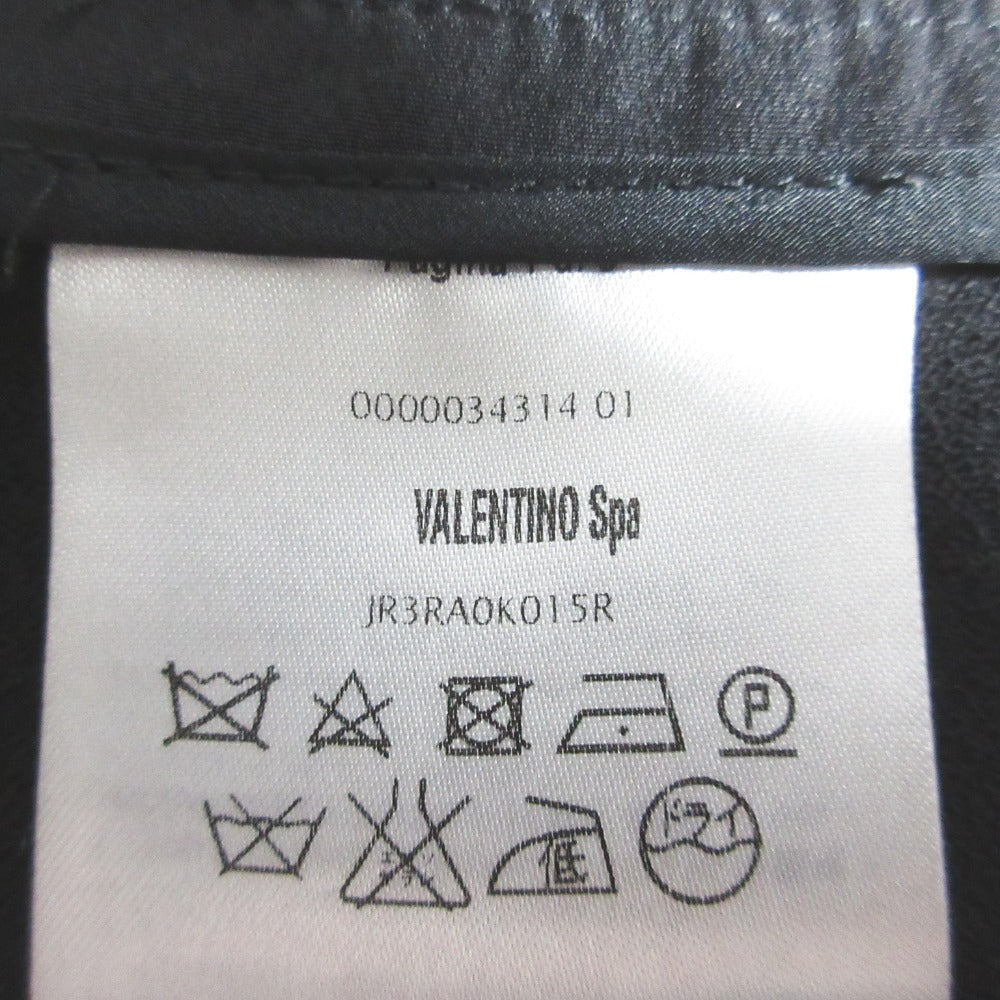 0000034314 01
VALENTINO Spa
JR3RA0K015R
P
低 ドライ